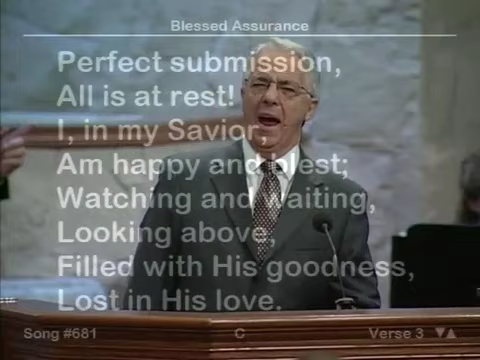 Blessed Assurance
Perfect submission,
All is at rest!
I, in my Savior,
Am happy and blest;
Watching and waiting,
Looking above,
Filled with His goodness,
Lost in His love.
Song #681 C Verse 3 ▼▲